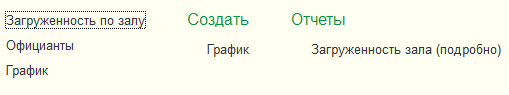 Загруженность по залу
Официанты
График
Создать
График
Отчеты
Загруженность зала (подробно)